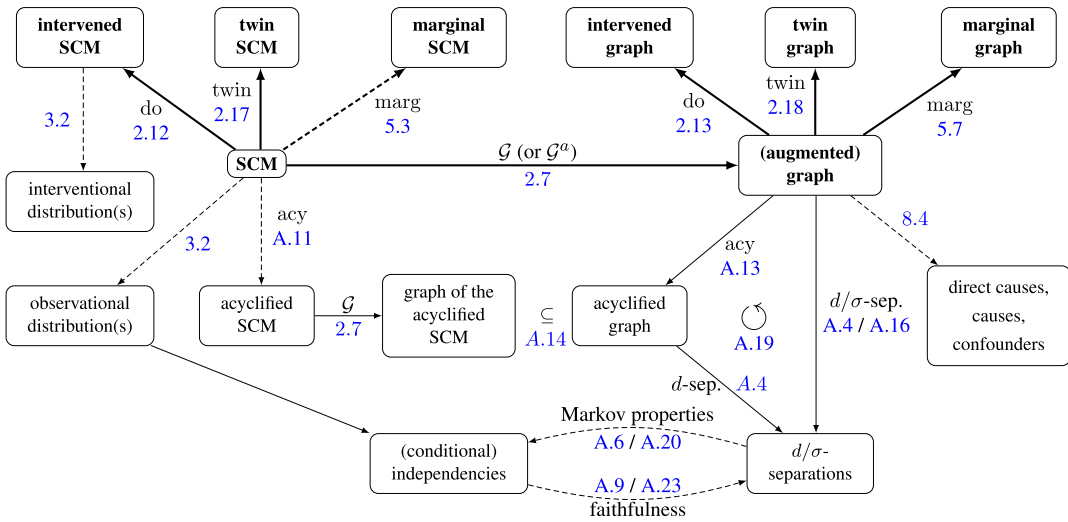 intervened
SCM
twin
SCM
marginal
SCM
intervened
graph
twin
graph
marginal
graph
3.2
do
2.12
twin
2.17
marg
5.3
do
2.13
twin
2.18
marg
5.7
SCM
𝒢 (or 𝒢ᵃ)
2.7
(augmented)
graph
interventional
distribution(s)
3.2
acy
A.11
acy
A.13
8.4
observational
distribution(s)
acyclified
SCM
𝒢
2.7
graph of the
acyclified
SCM
⊆
A.14
acyclified
graph
A.19
d/σ-sep.
A.4 / A.16
direct causes,
causes,
confounders
d-sep. A.4
Markov properties
A.6 / A.20
(conditional)
independencies
d/σ-
separations
A.9 / A.23
faithfulness